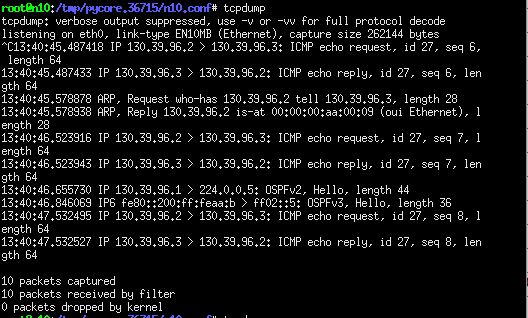 root@n10:/tmp/pycore.36715/n10.conf# tcpdump
tcpdump: verbose output suppressed, use -v or -vv for full protocol decode
listening on eth0, link-type EN10MB (Ethernet), capture size 262144 bytes
^C13:40:45.487418 IP 130.39.96.2 > 130.39.96.3: ICMP echo request, id 27, seq 6,
 length 64
13:40:45.487433 IP 130.39.96.3 > 130.39.96.2: ICMP echo reply, id 27, seq 6, len
gth 64
13:40:45.578878 ARP, Request who-has 130.39.96.2 tell 130.39.96.3, length 28
13:40:45.578938 ARP, Reply 130.39.96.2 is-at 00:00:00:aa:00:09 (oui Ethernet), l
ength 28
13:40:46.523916 IP 130.39.96.2 > 130.39.96.3: ICMP echo request, id 27, seq 7, l
ength 64
13:40:46.523943 IP 130.39.96.3 > 130.39.96.2: ICMP echo reply, id 27, seq 7, len
gth 64
13:40:46.655730 IP 130.39.96.1 > 224.0.0.5: OSPFv2, Hello, length 44
13:40:46.846069 IP6 fe80::200:ff:feaa:b > ff02::5: OSPFv3, Hello, length 36
13:40:47.532495 IP 130.39.96.2 > 130.39.96.3: ICMP echo request, id 27, seq 8, l
ength 64
13:40:47.532527 IP 130.39.96.3 > 130.39.96.2: ICMP echo reply, id 27, seq 8, len
gth 64

10 packets captured
10 packets received by filter
0 packets dropped by kernel
root@n10:/tmp/pycore.36715/n10.conf#